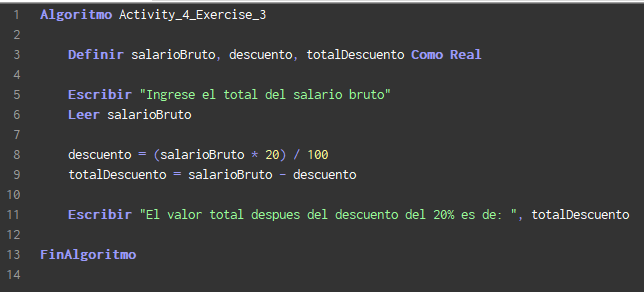 1 Algoritmo Activity_4_Exercise_3
2
3 Definir salarioBruto, descuento, totalDescuento Como Real
4
5 Escribir "Ingrese el total del salario bruto"
6 Leer salarioBruto
7
8 descuento = (salarioBruto * 20) / 100
9 totalDescuento = salarioBruto - descuento
10
11 Escribir "El valor total despues del descuento del 20% es de: ", totalDescuento
12
13 FinAlgoritmo
14